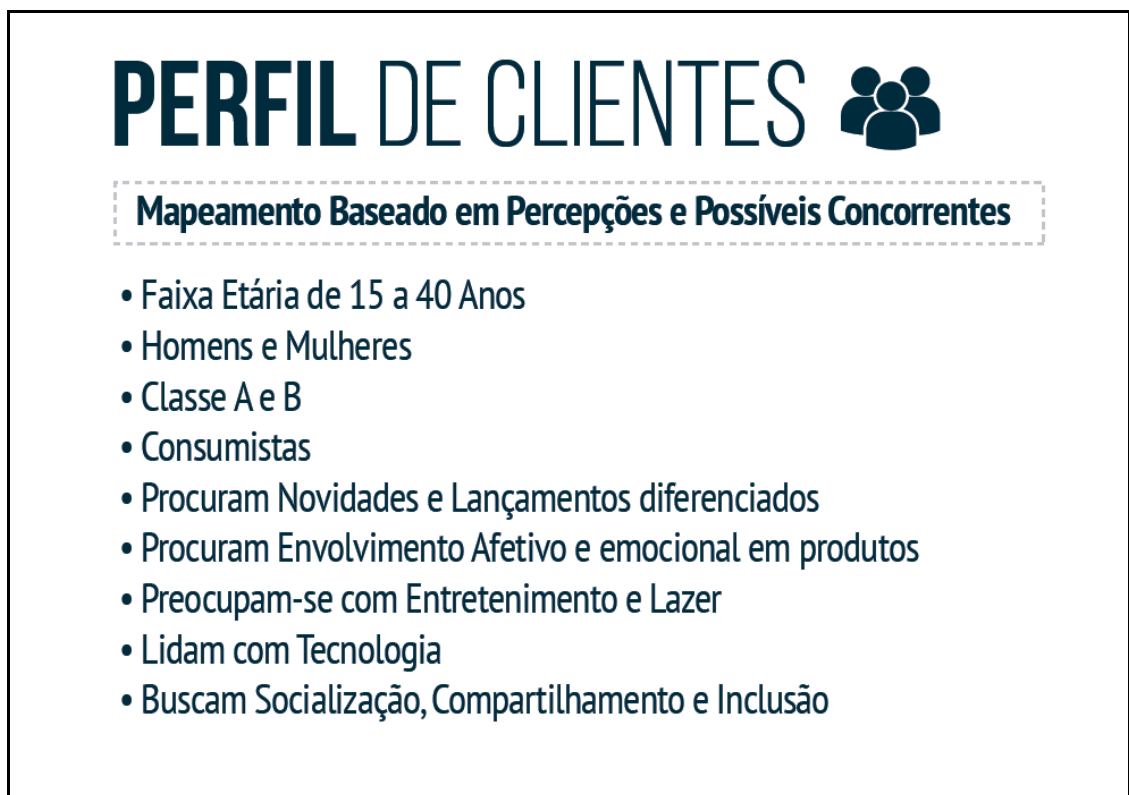 PERFIL DE CLIENTES
Mapeamento Baseado em Percepções e Possíveis Concorrentes
• Faixa Etária de 15 a 40 Anos
• Homens e Mulheres
• Classe A e B
• Consumistas
• Procuram Novidades e Lançamentos diferenciados
• Procuram Envolvimento Afetivo e emocional em produtos
• Preocupam-se com Entretenimento e Lazer
• Lidam com Tecnologia
• Buscam Socialização, Compartilhamento e Inclusão